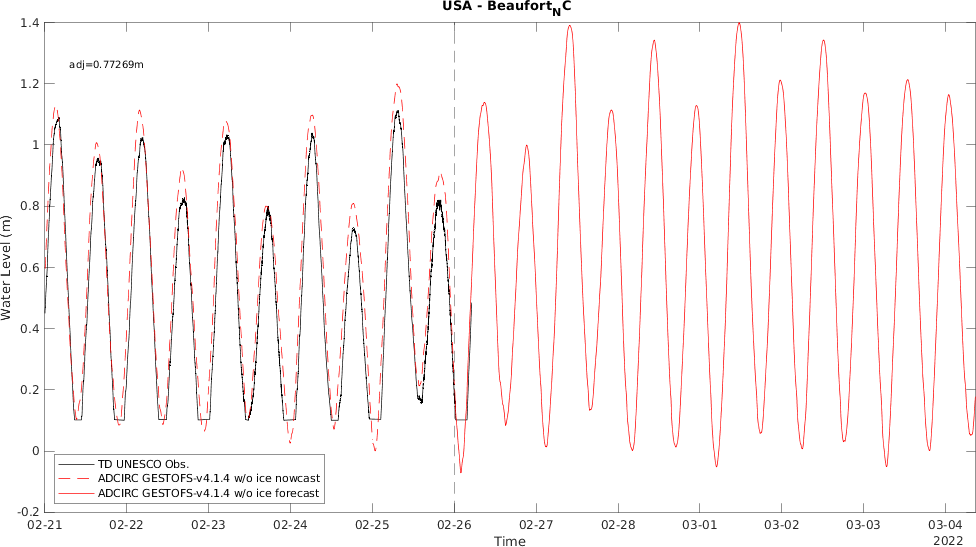 USA - Beaufort_NC
adj=0.77269m
1.4
1.2
1
0.8
0.6
0.4
0.2
0
-0.2
Water Level (m)
TD UNESCO Obs.
ADCIRC GESTOFS-v4.1.4 w/o ice nowcast
ADCIRC GESTOFS-v4.1.4 w/o ice forecast
02-21 02-22 02-23 02-24 02-25 02-26 02-27 02-28 03-01 03-02 03-03 03-04
Time
2022